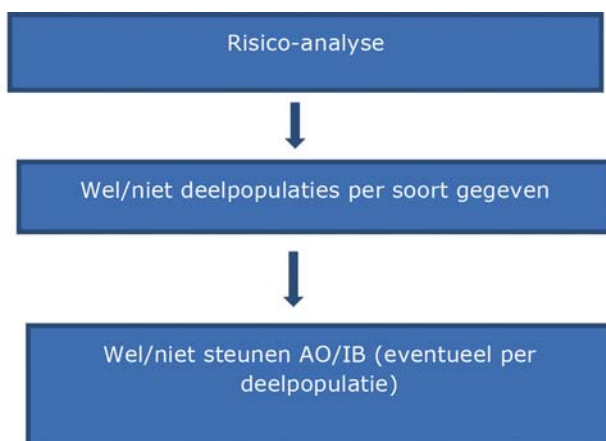 Risico-analyse
Wel/niet deelpopulaties per soort gegeven
Wel/niet steunen AO/IB (eventueel per
deelpopulatie)